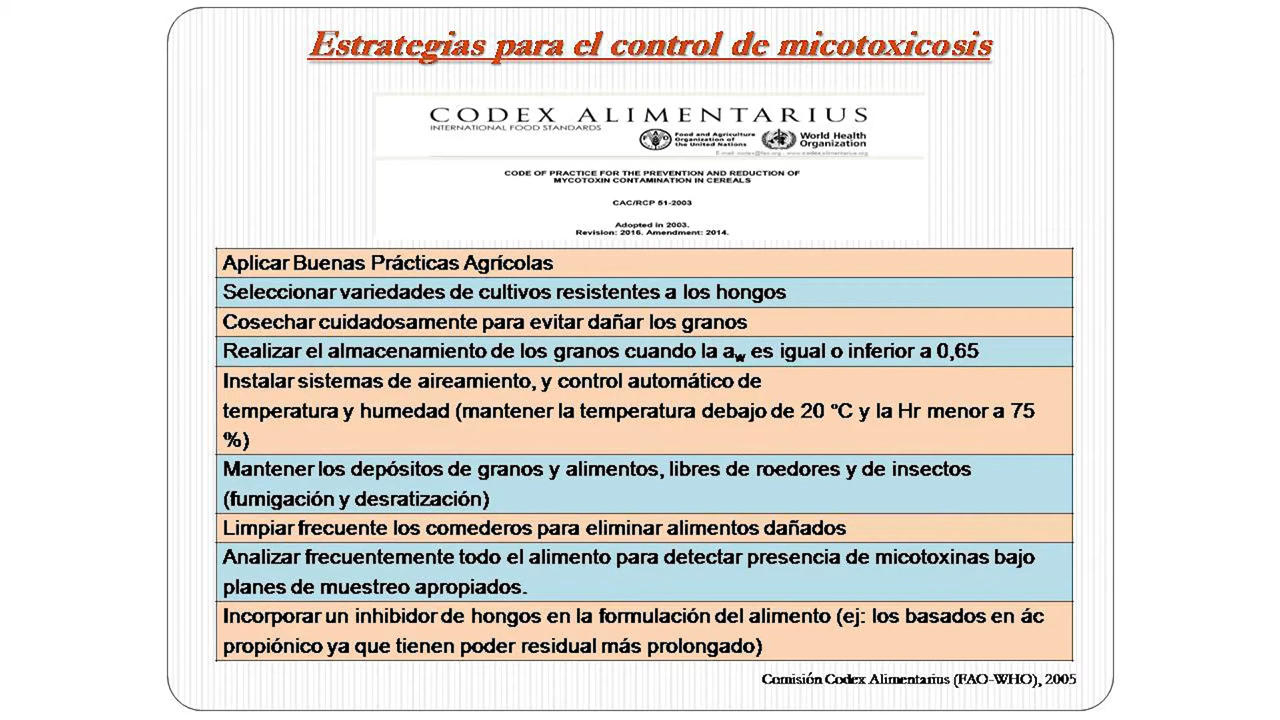 Estrategias para el control de micotoxicosis
CODEX ALIMENTARIUS
INTERNATIONAL FOOD STANDARDS
Food and Agriculture
Organization of
the United Nations
World Health
Organization
E-mail: codex@fao.org - www.codexalimentarius.org
CODE OF PRACTICE FOR THE PREVENTION AND REDUCTION OF
MYCOTOXIN CONTAMINATION IN CEREALS
CAC/RCP 51-2003
Adopted in 2003.
Revision: 2016. Amendment: 2014.
Aplicar Buenas Prácticas Agrícolas
Seleccionar variedades de cultivos resistentes a los hongos
Cosechar cuidadosamente para evitar dañar los granos
Realizar el almacenamiento de los granos cuando la aw es igual o inferior a 0,65
Instalar sistemas de aireamiento, y control automático de
temperatura y humedad (mantener la temperatura debajo de 20 ºC y la Hr menor a 75
%)
Mantener los depósitos de granos y alimentos, libres de roedores y de insectos
(fumigación y desratización)
Limpiar frecuente los comederos para eliminar alimentos dañados
Analizar frecuentemente todo el alimento para detectar presencia de micotoxinas bajo
planes de muestreo apropiados.
Incorporar un inhibidor de hongos en la formulación del alimento (ej: los basados en ác
propiónico ya que tienen poder residual más prolongado)
Comisión Codex Alimentarius (FAO-WHO), 2005